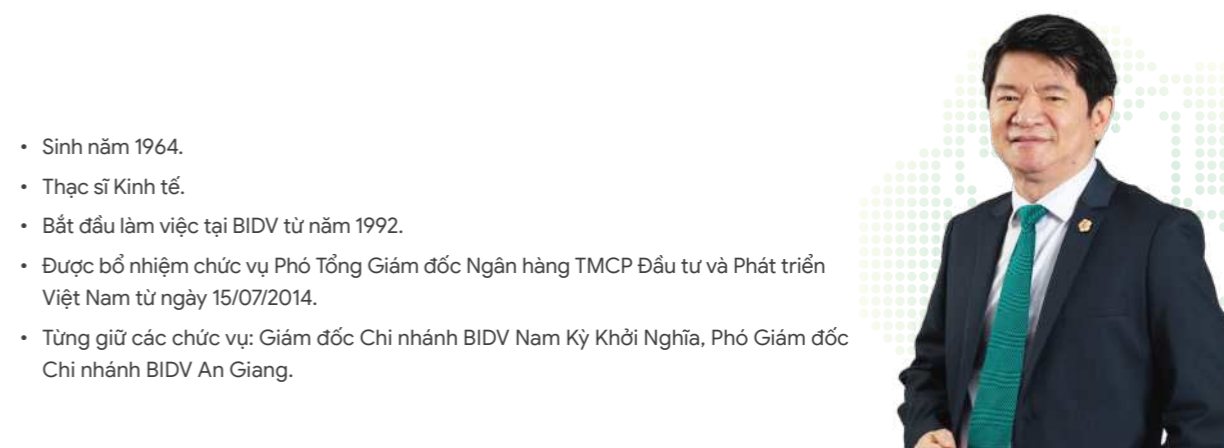 • Sinh năm 1964.
• Thạc sĩ Kinh tế.
• Bắt đầu làm việc tại BIDV từ năm 1992.
• Được bổ nhiệm chức vụ Phó Tổng Giám đốc Ngân hàng TMCP Đầu tư và Phát triển
Việt Nam từ ngày 15/07/2014.
• Từng giữ các chức vụ: Giám đốc Chi nhánh BIDV Nam Kỳ Khởi Nghĩa, Phó Giám đốc
Chi nhánh BIDV An Giang.